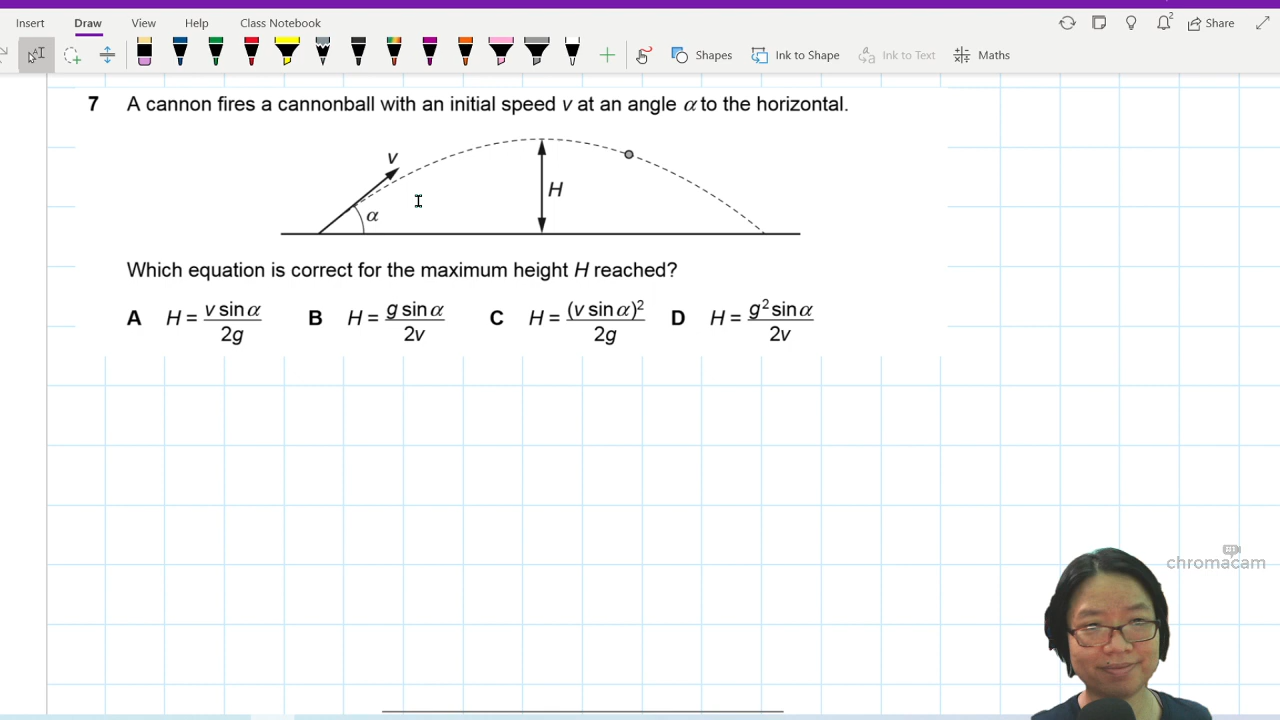 Insert Draw View Help Class Notebook 2 Share
Shapes Ink to Shape Ink to Text Maths
7 A cannon fires a cannonball with an initial speed v at an angle α to the horizontal.
v
H
α
Which equation is correct for the maximum height H reached?
A H = v sin α / 2g B H = g sin α / 2v C H = (v sin α)² / 2g D H = g² sin α / 2v
chromacam